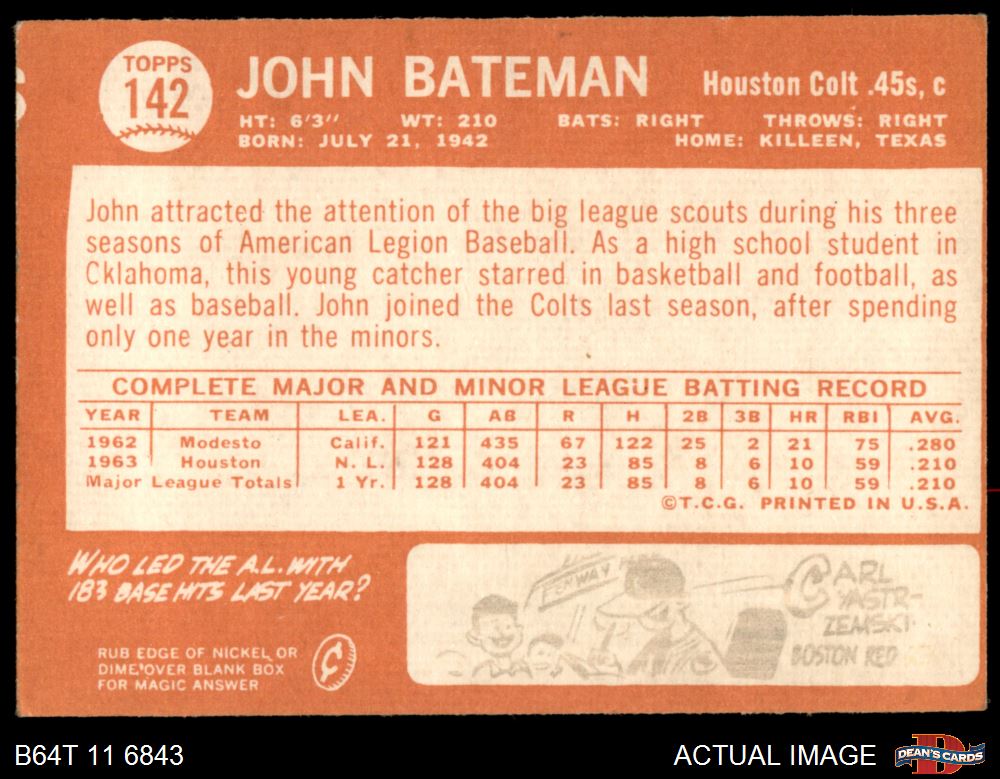 TOPPS
142
JOHN BATEMAN
Houston Colt .45s, c
HT: 6'3" WT: 210 BATS: RIGHT THROWS: RIGHT
BORN: JULY 21, 1942 HOME: KILLEEN, TEXAS
John attracted the attention of the big league scouts during his three
seasons of American Legion Baseball. As a high school student in
Cklahoma, this young catcher starred in basketball and football, as
well as baseball. John joined the Colts last season, after spending
only one year in the minors.
COMPLETE MAJOR AND MINOR LEAGUE BATTING RECORD
YEAR TEAM LEA. G AB R H 2B 3B HR RBI AVG.
1962 Modesto Calif. 121 435 67 122 25 2 21 75 .280
1963 Houston N. L. 128 404 23 85 8 6 10 59 .210
Major League Totals 1 Yr. 128 404 23 85 8 6 10 59 .210
©T.C.G. PRINTED IN U.S.A.
WHO LED THE A.L. WITH
183 BASE HITS LAST YEAR?
RUB EDGE OF NICKEL OR
DIME OVER BLANK BOX
FOR MAGIC ANSWER
FENWAY
CARL
YASTR-
ZEMSKI
BOSTON RED
B64T 11 6843
ACTUAL IMAGE
DEAN'S CARDS